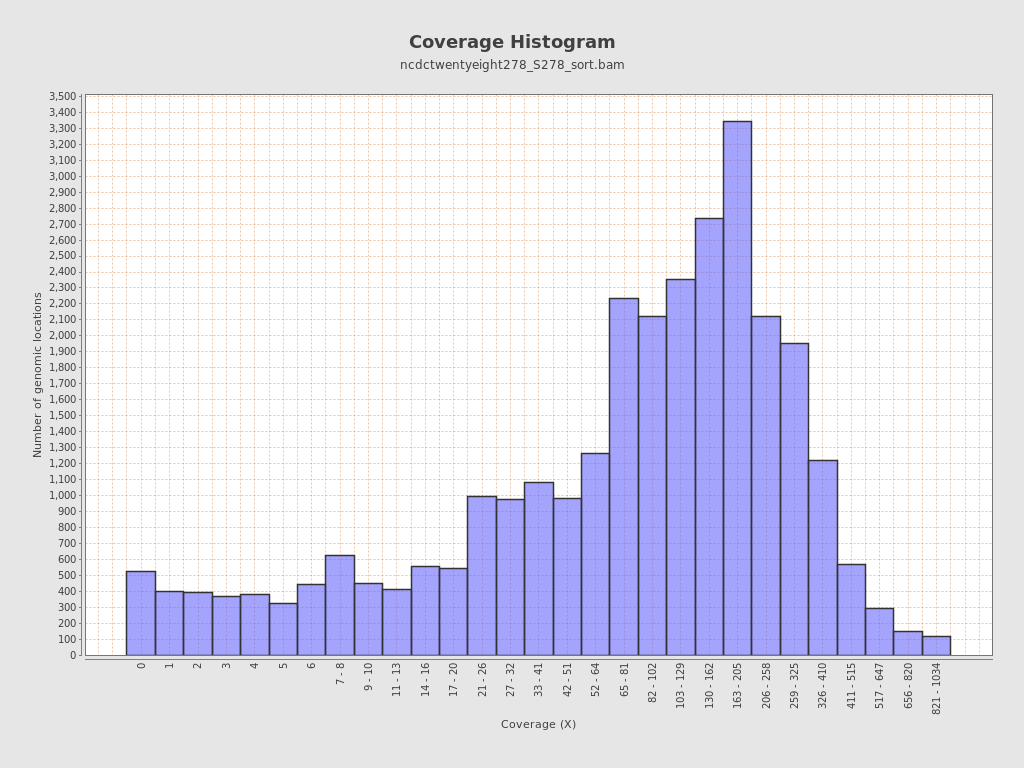 Coverage Histogram
ncdctwentyeight278_S278_sort.bam
Number of genomic locations
3,500
3,400
3,300
3,200
3,100
3,000
2,900
2,800
2,700
2,600
2,500
2,400
2,300
2,200
2,100
2,000
1,900
1,800
1,700
1,600
1,500
1,400
1,300
1,200
1,100
1,000
900
800
700
600
500
400
300
200
100
0
0
1
2
3
4
5
6
7 - 8
9 - 10
11 - 13
14 - 16
17 - 20
21 - 26
27 - 32
33 - 41
42 - 51
52 - 64
65 - 81
82 - 102
103 - 129
130 - 162
163 - 205
206 - 258
259 - 325
326 - 410
411 - 515
517 - 647
656 - 820
821 - 1034
Coverage (X)